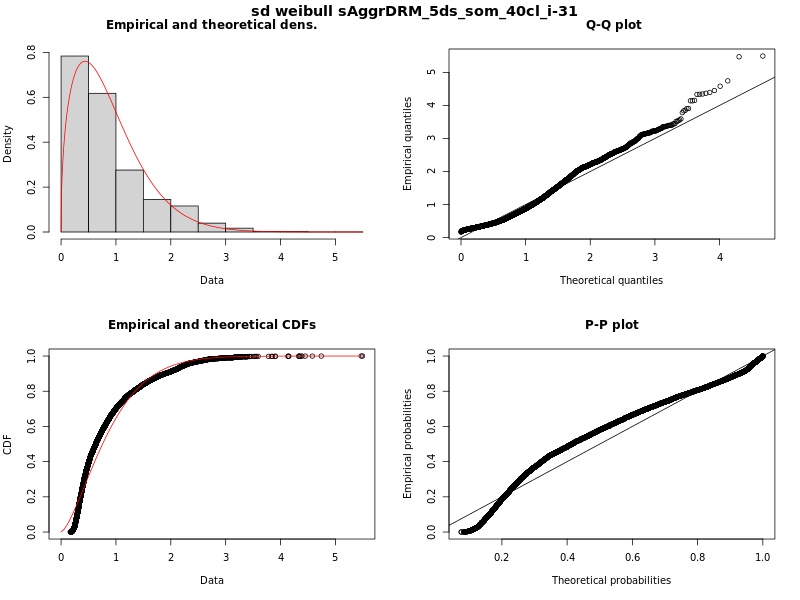 sd weibull sAggrDRM_5ds_som_40cl_i-31
Empirical and theoretical dens.
Density
0.0 0.2 0.4 0.6 0.8
0 1 2 3 4 5
Data
Q-Q plot
Empirical quantiles
0 1 2 3 4 5
0 1 2 3 4
Theoretical quantiles
Empirical and theoretical CDFs
CDF
0.0 0.2 0.4 0.6 0.8 1.0
0 1 2 3 4 5
Data
P-P plot
Empirical probabilities
0.0 0.2 0.4 0.6 0.8 1.0
0.2 0.4 0.6 0.8 1.0
Theoretical probabilities